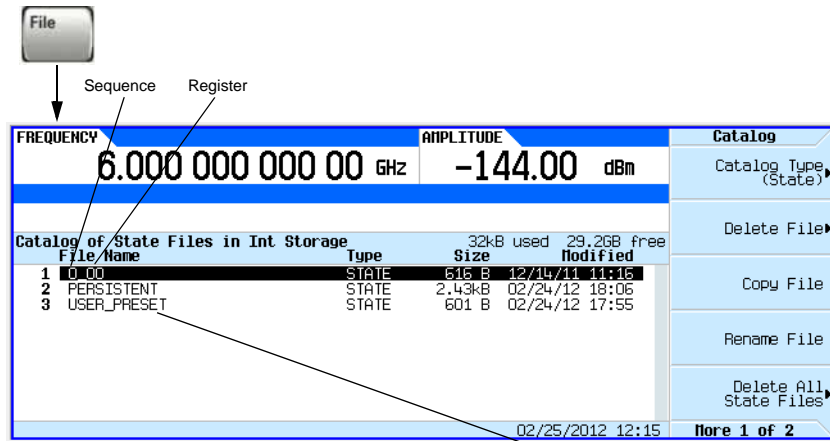 File
Sequence Register
FREQUENCY AMPLITUDE Catalog
6.000 000 000 00 GHz -144.00 dBm
Catalog Type
(State)
Delete File
Catalog of State Files in Int Storage 32kB used 29.2GB free
File Name Type Size Modified
1 0_00 STATE 616 B 12/14/11 11:16
2 PERSISTENT STATE 2.43kB 02/24/12 18:06
3 USER_PRESET STATE 601 B 02/24/12 17:55
Copy File
Rename File
Delete All
State Files
02/25/2012 12:15 More 1 of 2